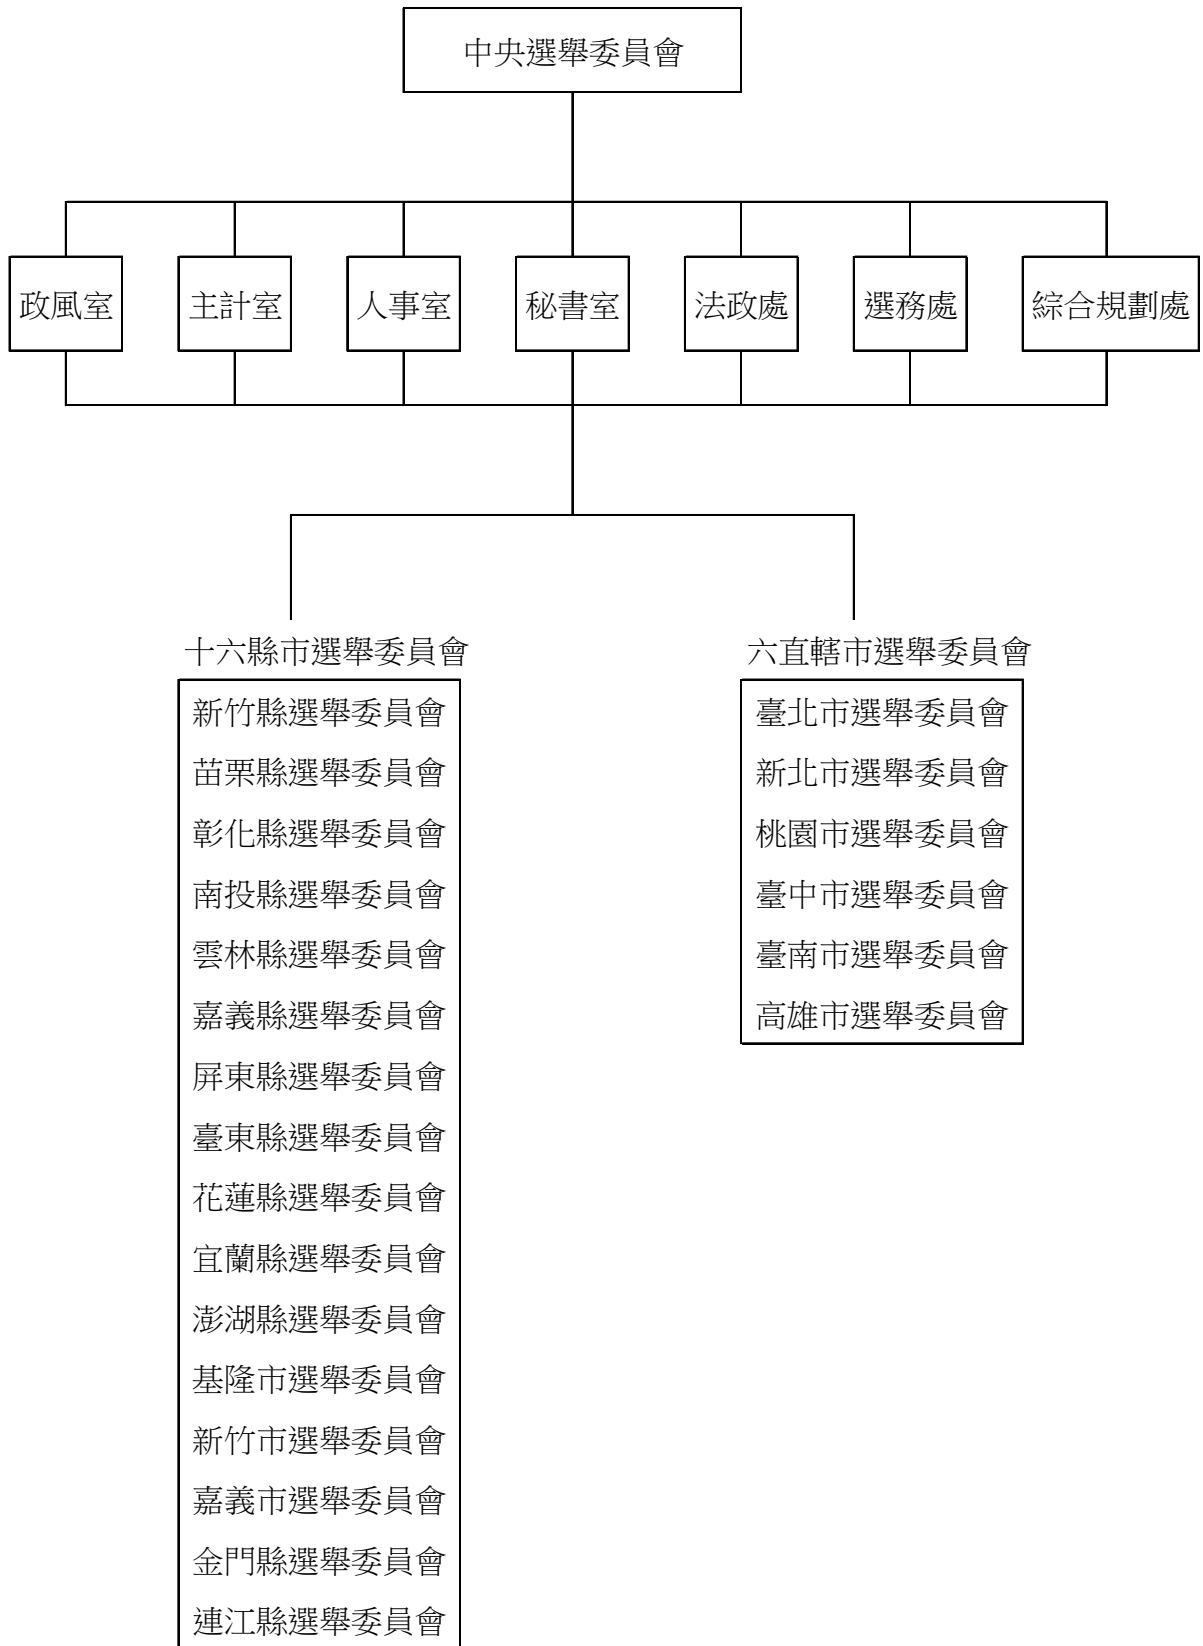 中央選舉委員會
政風室
主計室
人事室
秘書室
法政處
選務處
綜合規劃處
十六縣市選舉委員會
新竹縣選舉委員會
苗栗縣選舉委員會
彰化縣選舉委員會
南投縣選舉委員會
雲林縣選舉委員會
嘉義縣選舉委員會
屏東縣選舉委員會
臺東縣選舉委員會
花蓮縣選舉委員會
宜蘭縣選舉委員會
澎湖縣選舉委員會
基隆市選舉委員會
新竹市選舉委員會
嘉義市選舉委員會
金門縣選舉委員會
連江縣選舉委員會
六直轄市選舉委員會
臺北市選舉委員會
新北市選舉委員會
桃園市選舉委員會
臺中市選舉委員會
臺南市選舉委員會
高雄市選舉委員會